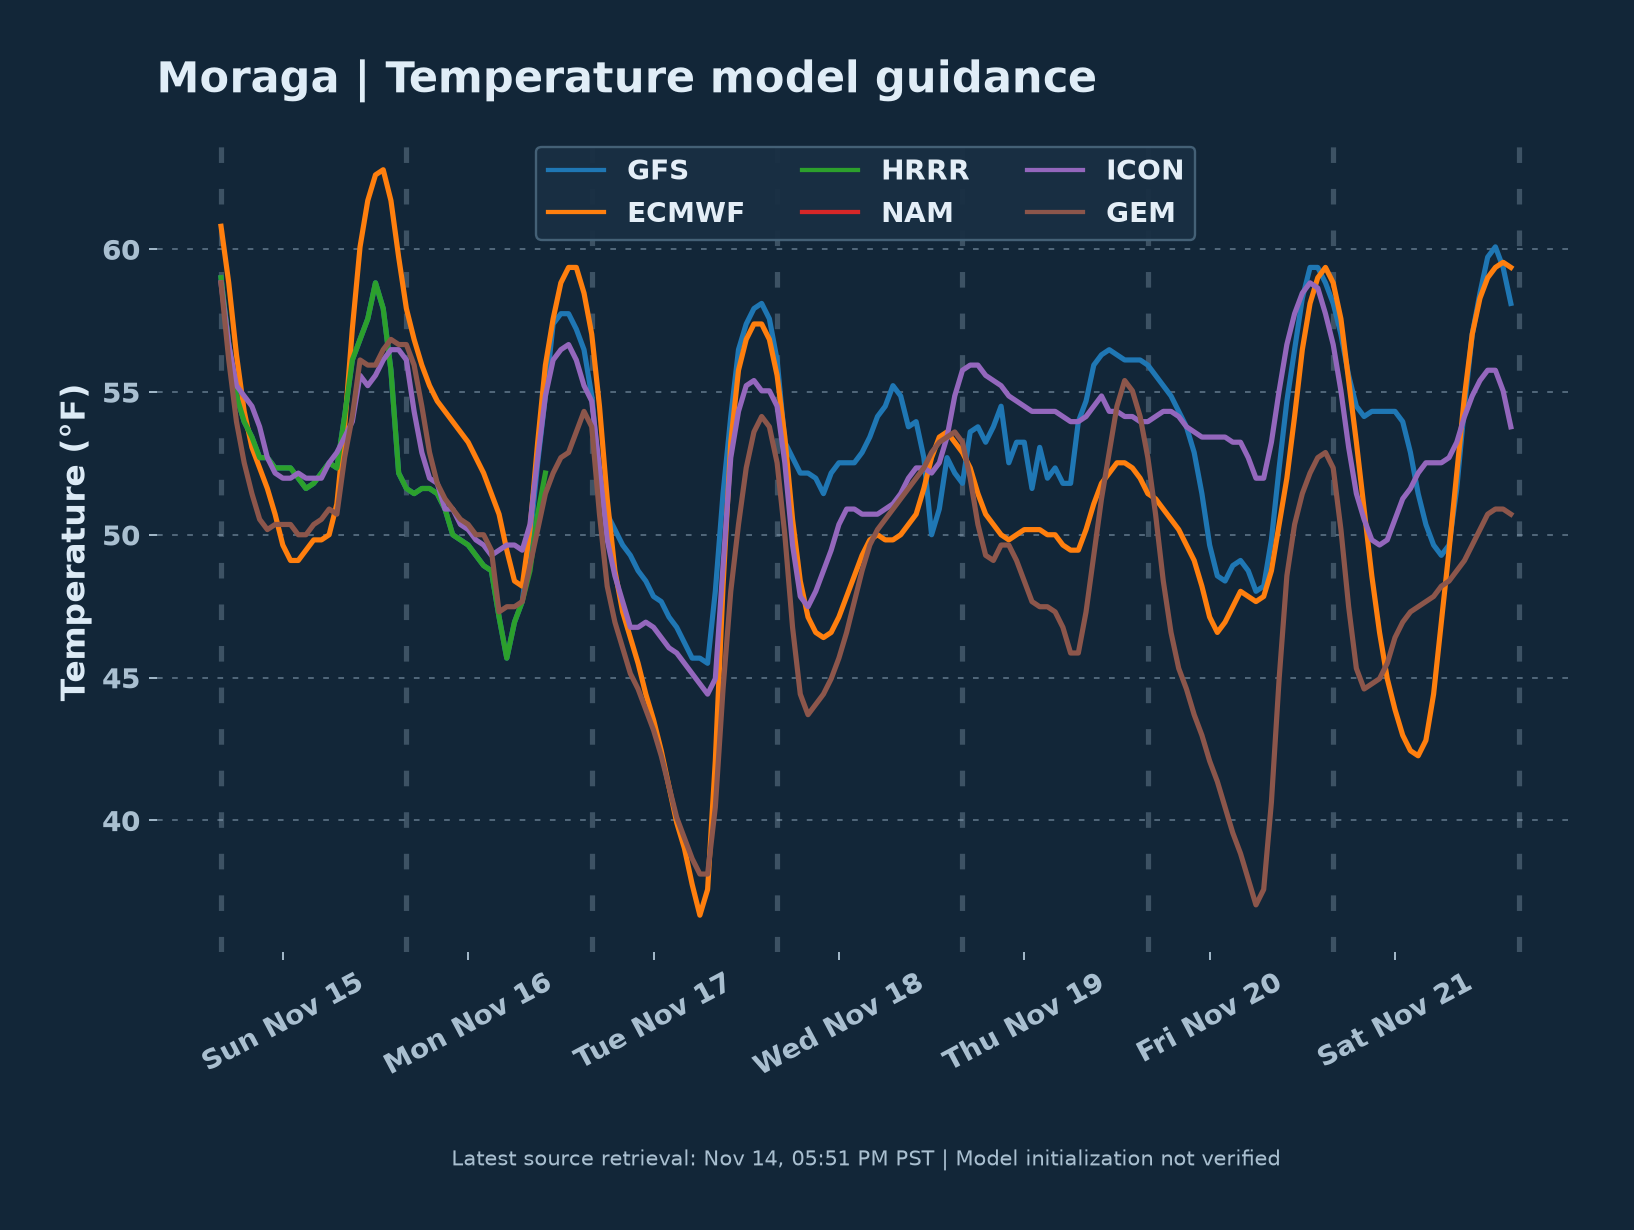 Moraga | Temperature model guidance
GFS
HRRR
ICON
ECMWF
NAM
GEM
Temperature (°F)
60
55
50
45
40
Sun Nov 15
Mon Nov 16
Tue Nov 17
Wed Nov 18
Thu Nov 19
Fri Nov 20
Sat Nov 21
Latest source retrieval: Nov 14, 05:51 PM PST | Model initialization not verified